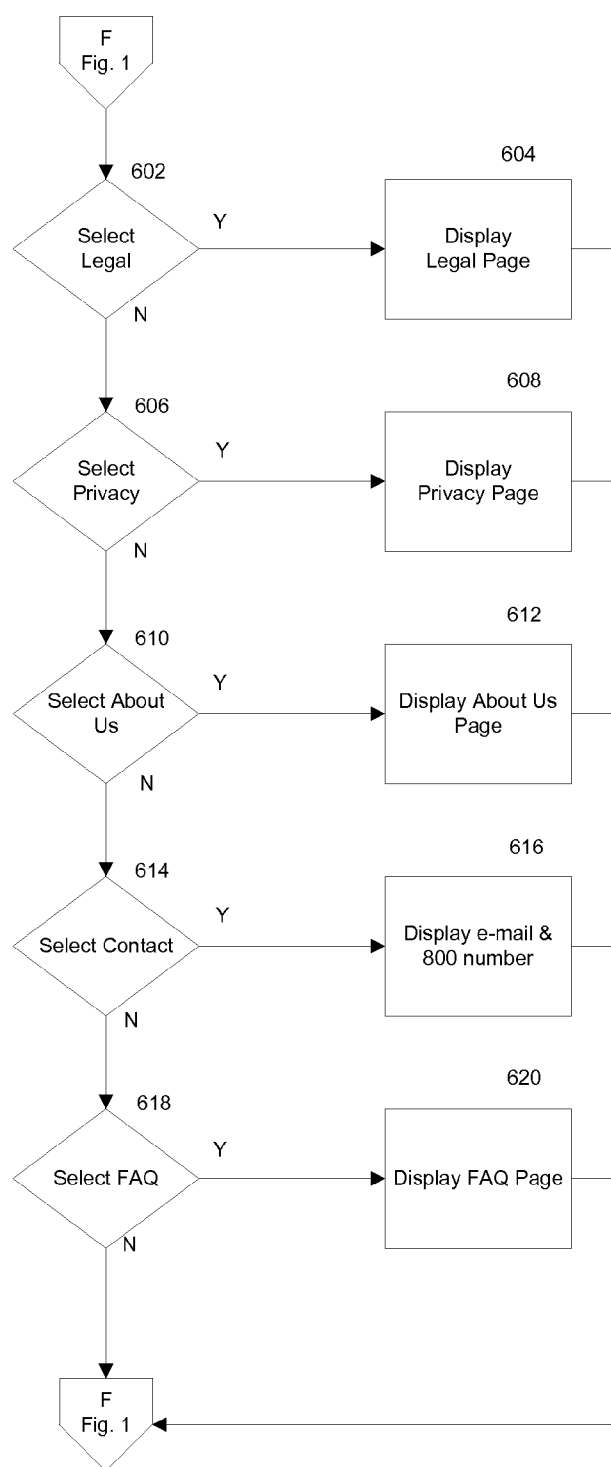 F
Fig. 1
602
604
Select
Legal
Y
Display
Legal Page
N
606
608
Select
Privacy
Y
Display
Privacy Page
N
610
612
Select About
Us
Y
Display About Us
Page
N
614
616
Select Contact
Y
Display e-mail &
800 number
N
618
620
Select FAQ
Y
Display FAQ Page
N
F
Fig. 1